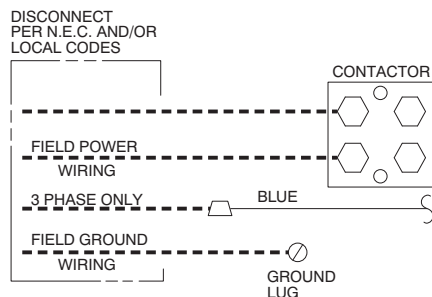 DISCONNECT
PER N.E.C. AND/OR
LOCAL CODES
CONTACTOR
FIELD POWER
WIRING
3 PHASE ONLY
BLUE
FIELD GROUND
WIRING
GROUND
LUG